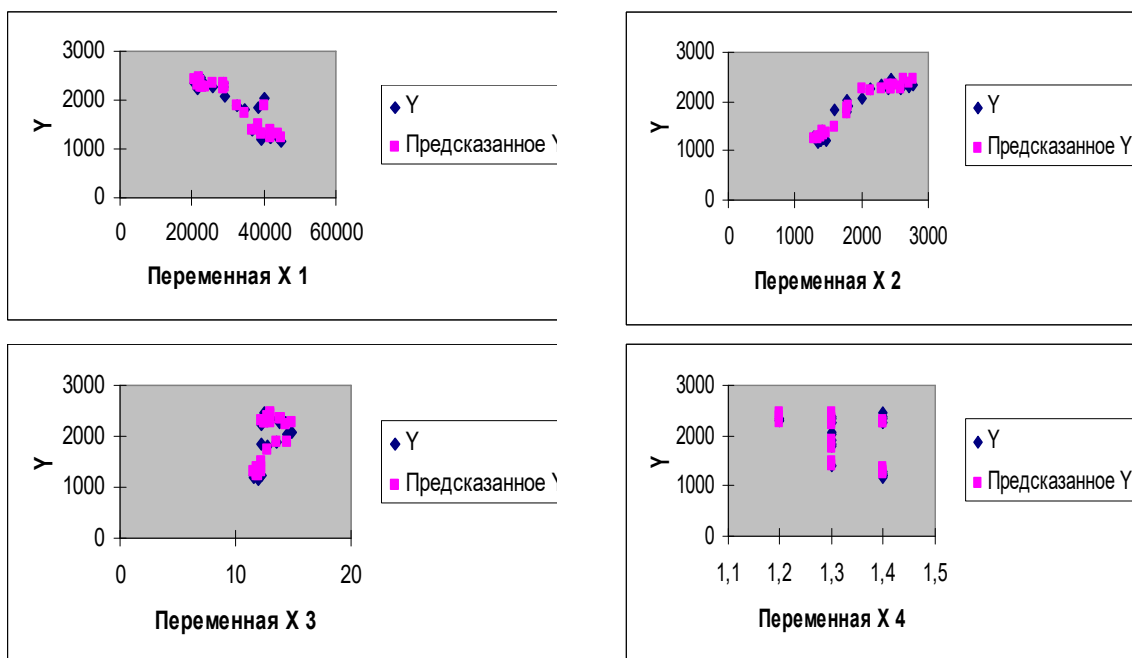 3000
2000
1000
0
Y
0 20000 40000 60000
Переменная X 1
Y
Предсказанное Y
3000
2000
1000
0
Y
0 1000 2000 3000
Переменная X 2
Y
Предсказанное Y
3000
2000
1000
0
Y
0 10 20
Переменная X 3
Y
Предсказанное Y
3000
2000
1000
0
Y
1,1 1,2 1,3 1,4 1,5
Переменная X 4
Y
Предсказанное Y